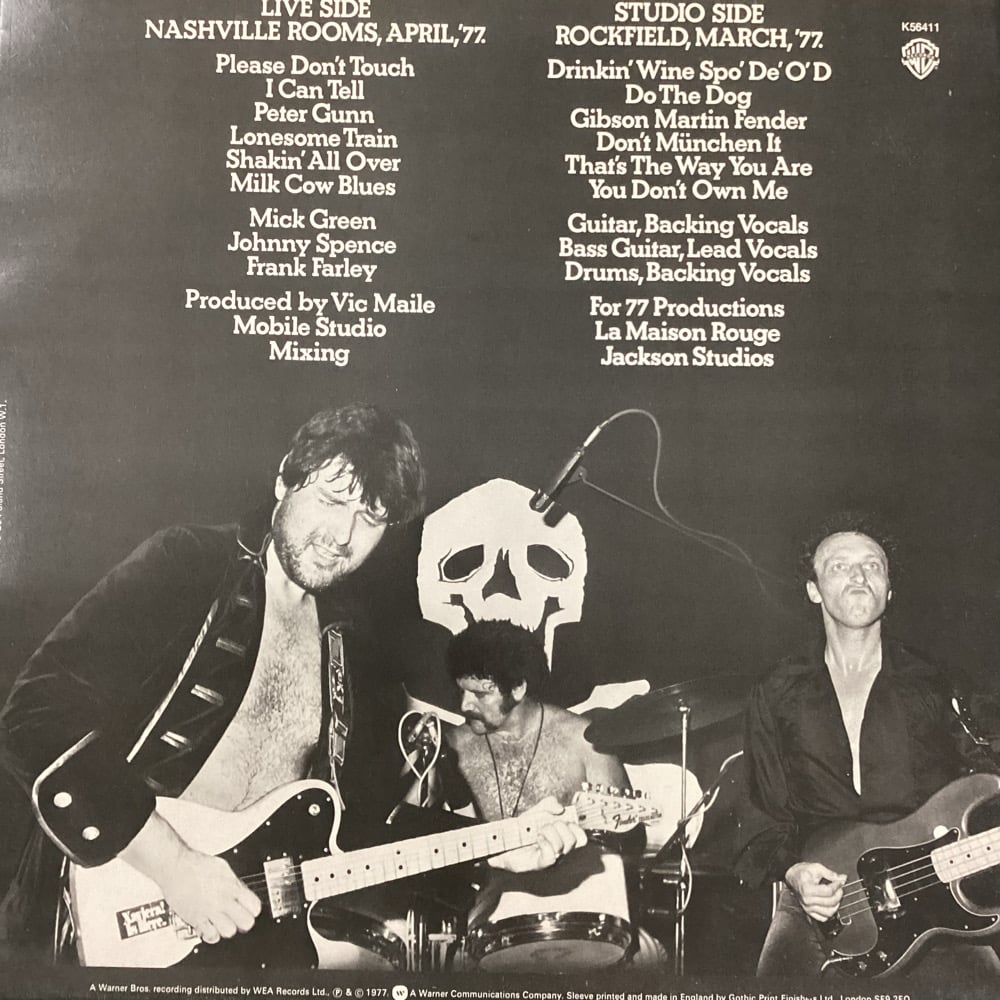 LIVE SIDE
NASHVILLE ROOMS, APRIL,'77.
Please Don't Touch
I Can Tell
Peter Gunn
Lonesome Train
Shakin' All Over
Milk Cow Blues
Mick Green
Johnny Spence
Frank Farley
Produced by Vic Maile
Mobile Studio
Mixing
STUDIO SIDE
ROCKFIELD, MARCH, '77.
Drinkin' Wine Spo' De' O' D
Do The Dog
Gibson Martin Fender
Don't München It
That's The Way You Are
You Don't Own Me
Guitar, Backing Vocals
Bass Guitar, Lead Vocals
Drums, Backing Vocals
For 77 Productions
La Maison Rouge
Jackson Studios
K56411
Street, London W.1.
Fender
A Warner Bros. recording distributed by WEA Records Ltd., Ⓟ & © 1977. W A Warner Communications Company. Sleeve printed and made in England by Gothic Print Finishers Ltd., London SE9 2EQ